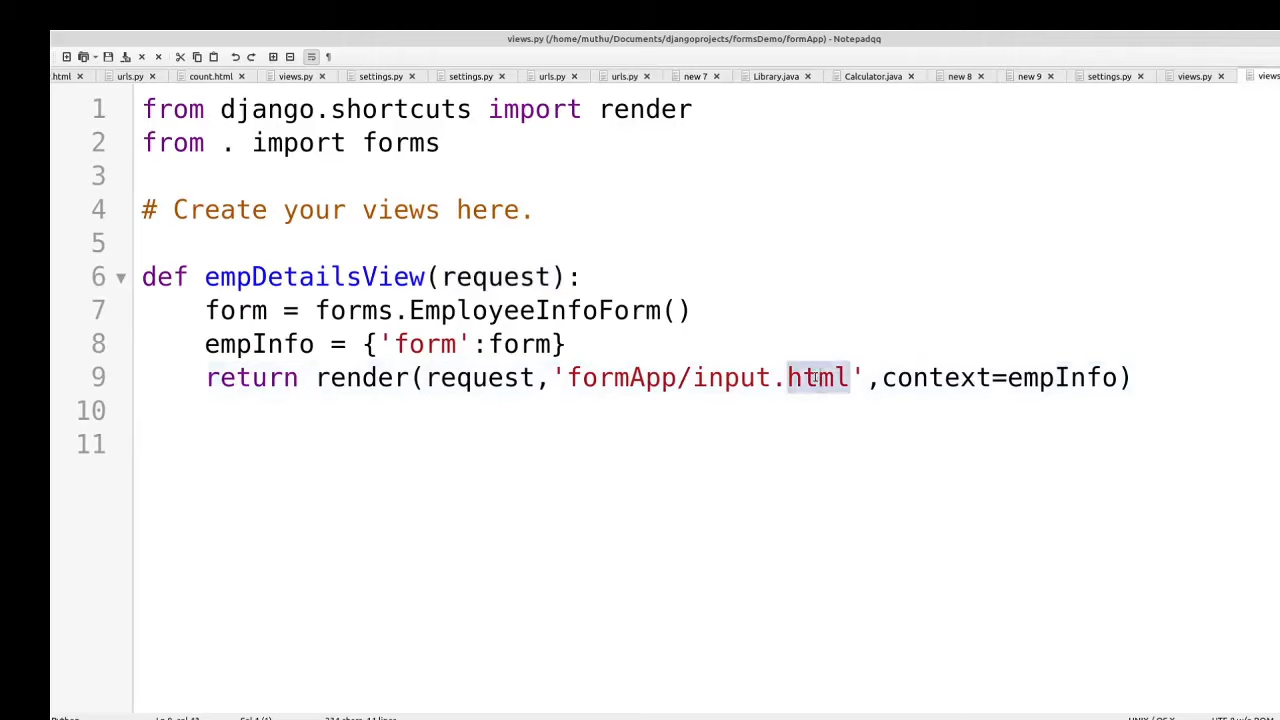 views.py (/home/muthu/Documents/djangoprojects/formsDemo/formApp) - Notepadqq
html urls.py count.html views.py settings.py settings.py urls.py urls.py new 7 Library.java Calculator.java new 8 new 9 settings.py views.py views
1 from django.shortcuts import render
2 from . import forms
3
4 # Create your views here.
5
6 def empDetailsView(request):
7 form = forms.EmployeeInfoForm()
8 empInfo = {'form':form}
9 return render(request,'formApp/input.html',context=empInfo)
10
11